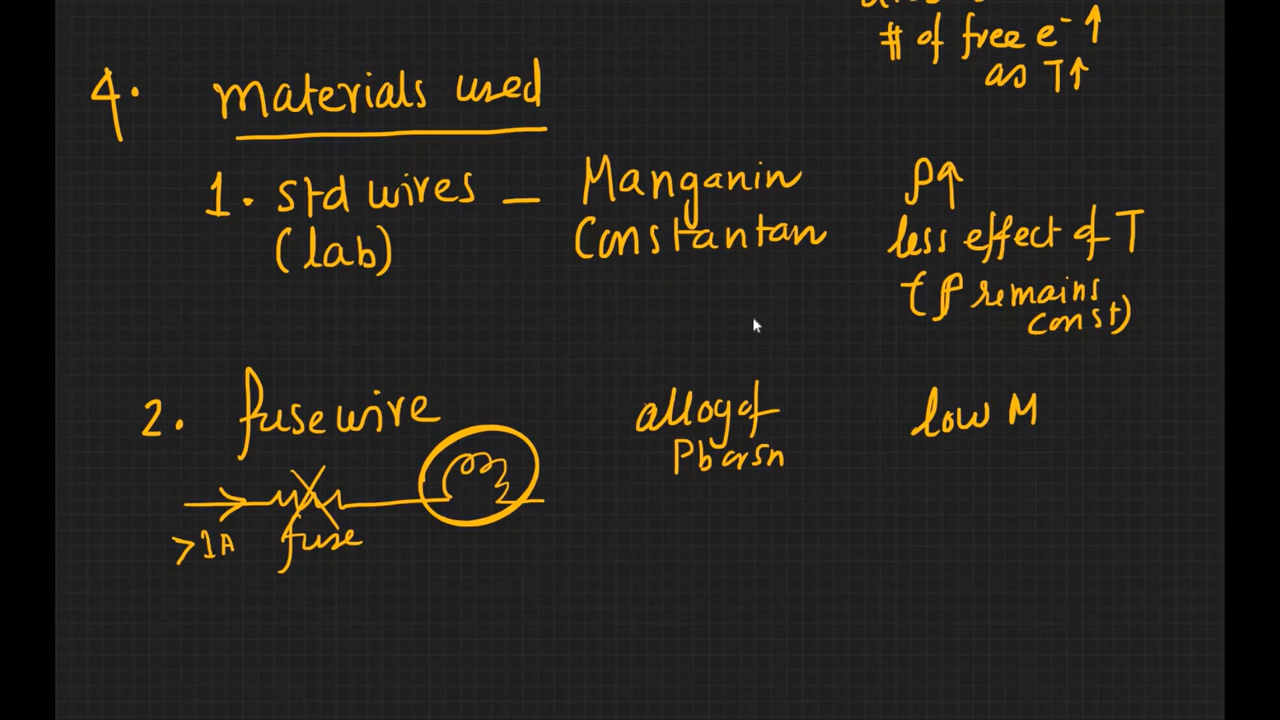 # of free e⁻ ↑
as T↑
4. materials used
1. std wires — Manganin ρ↑
(lab) Constantan less effect of T
(ρ remains
const)
2. fuse wire alloy of low M
Pb or Sn
>1A fuse